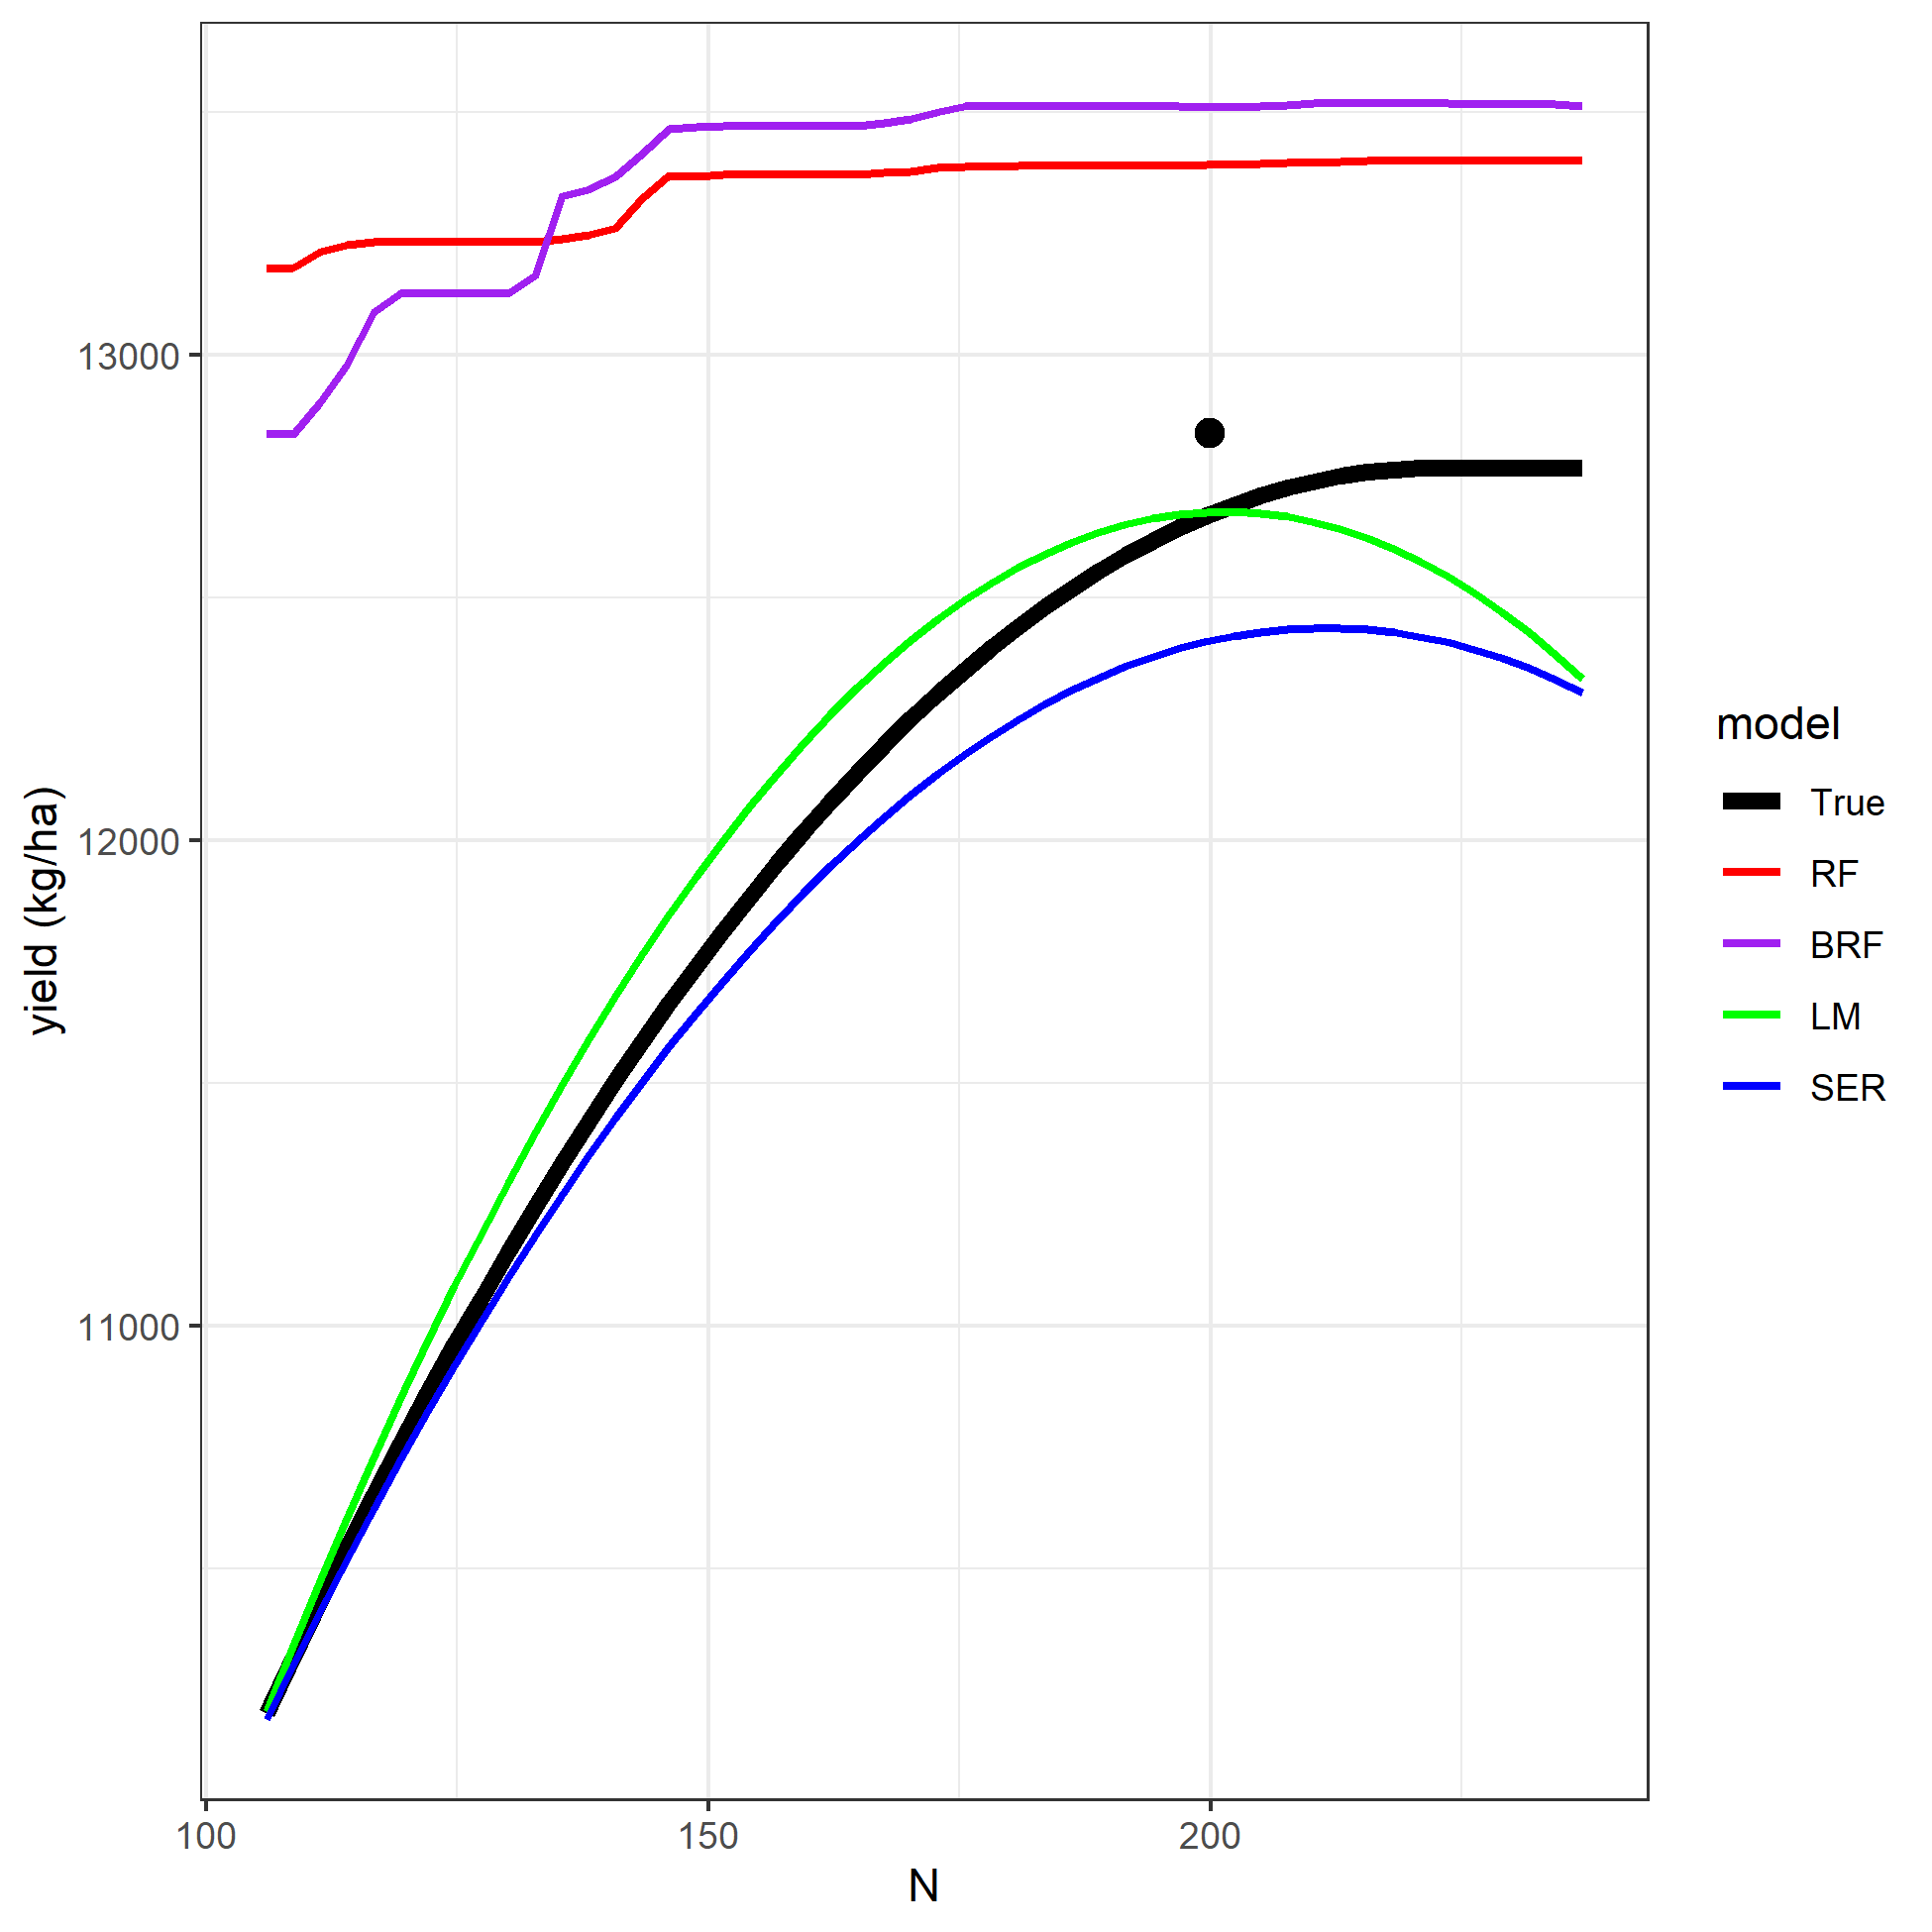 13000
12000
11000
yield (kg/ha)
100
150
200
N
model
True
RF
BRF
LM
SER